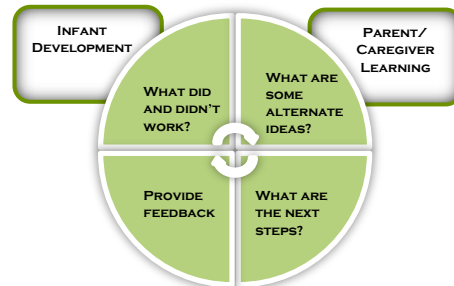 INFANT
DEVELOPMENT
PARENT/
CAREGIVER
LEARNING
WHAT DID
AND DIDN'T
WORK?
WHAT ARE
SOME
ALTERNATE
IDEAS?
PROVIDE
FEEDBACK
WHAT ARE
THE NEXT
STEPS?